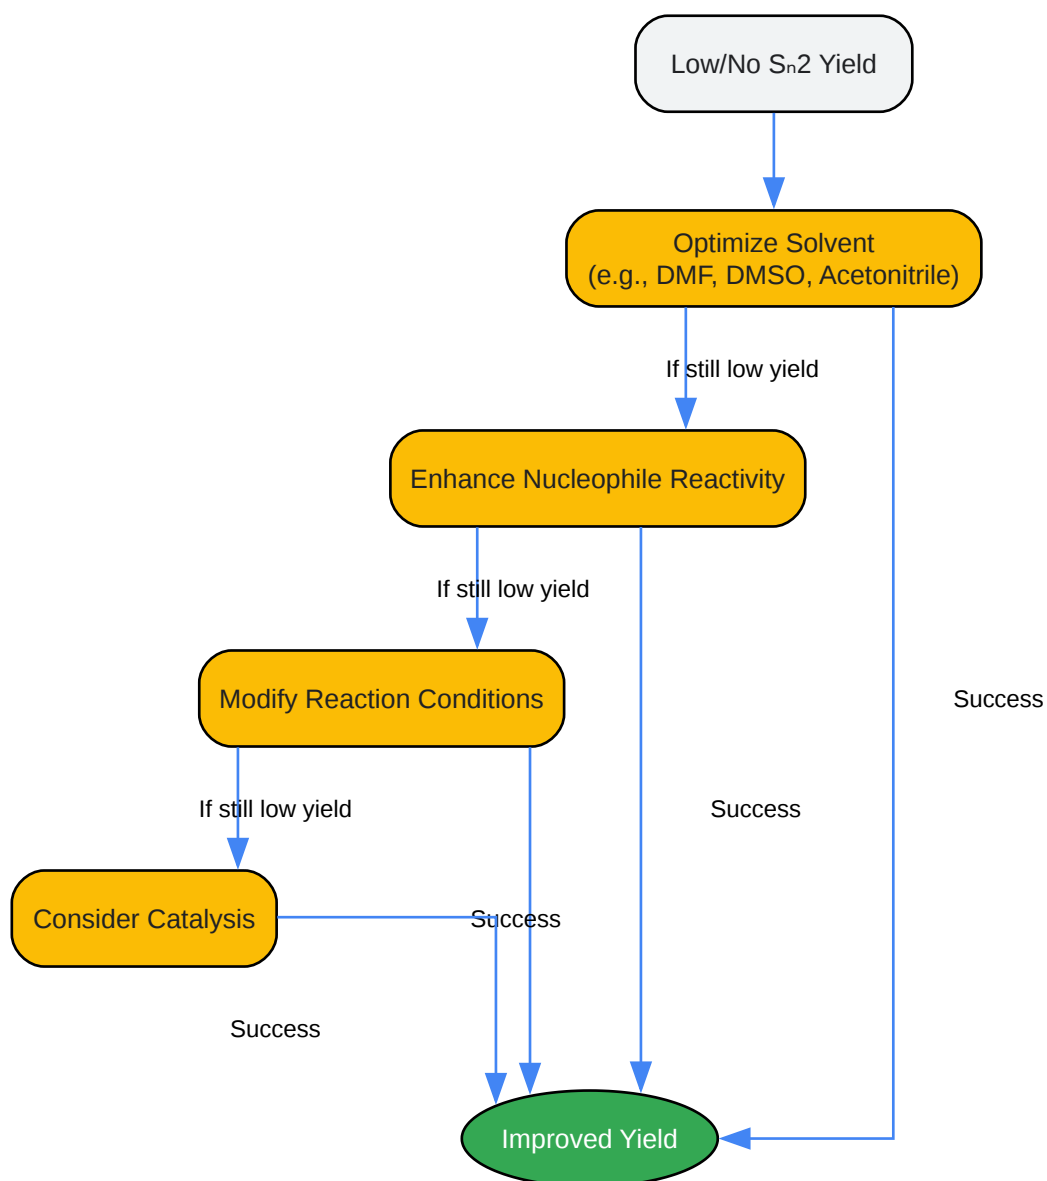 Low/No Sₙ2 Yield
Optimize Solvent
(e.g., DMF, DMSO, Acetonitrile)
If still low yield
Enhance Nucleophile Reactivity
If still low yield
Modify Reaction Conditions
Success
If still low yield
Success
Consider Catalysis
Success
Success
Improved Yield